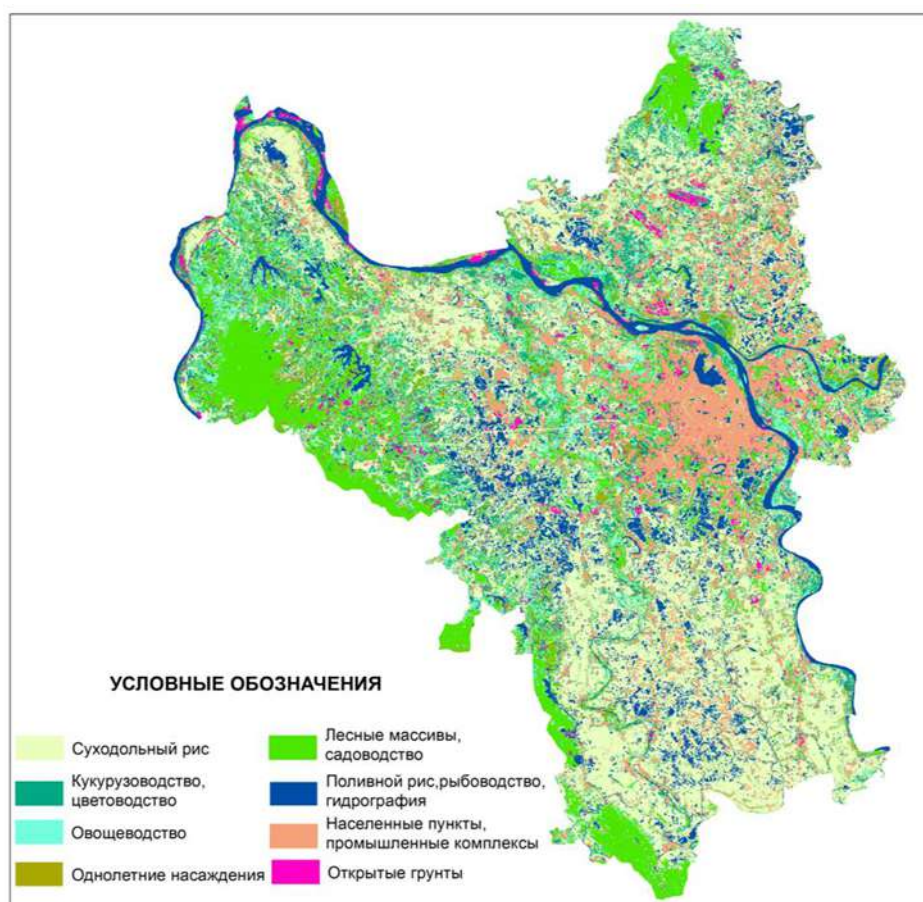 УСЛОВНЫЕ ОБОЗНАЧЕНИЯ
Суходольный рис
Кукурузоводство,
цветоводство
Овощеводство
Однолетние насаждения
Лесные массивы,
садоводство
Поливной рис,рыбоводство,
гидрография
Населенные пункты,
промышленные комплексы
Открытые грунты